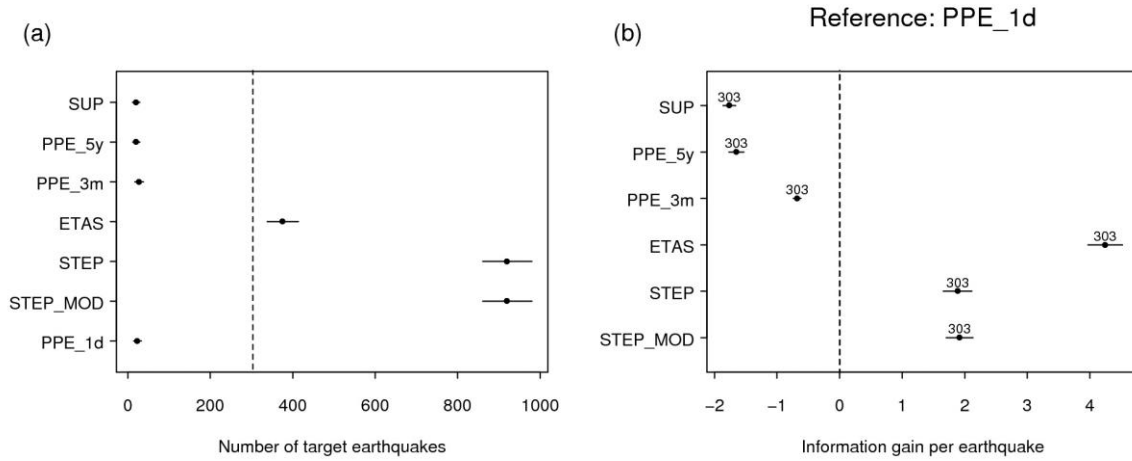 (a)
SUP
PPE_5y
PPE_3m
ETAS
STEP
STEP_MOD
PPE_1d
0 200 400 600 800 1000
Number of target earthquakes
Reference: PPE_1d
(b)
303
SUP
303
PPE_5y
303
PPE_3m
303
ETAS
303
STEP
303
STEP_MOD
−2 −1 0 1 2 3 4
Information gain per earthquake